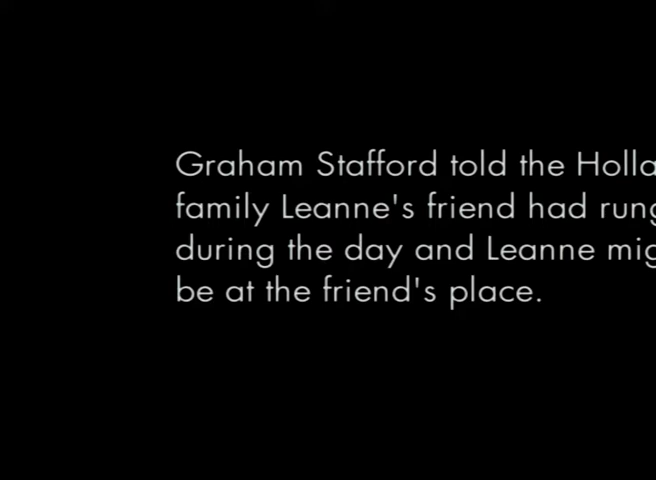 Graham Stafford told the Holla
family Leanne's friend had rung
during the day and Leanne mig
be at the friend's place.